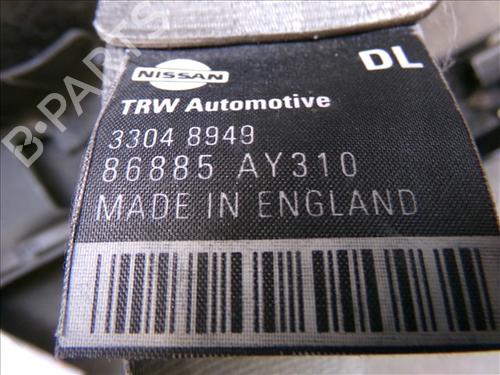 NISSAN
DL
TRW Automotive
3304 8949
86885 AY310
MADE IN ENGLAND
B-PARTS